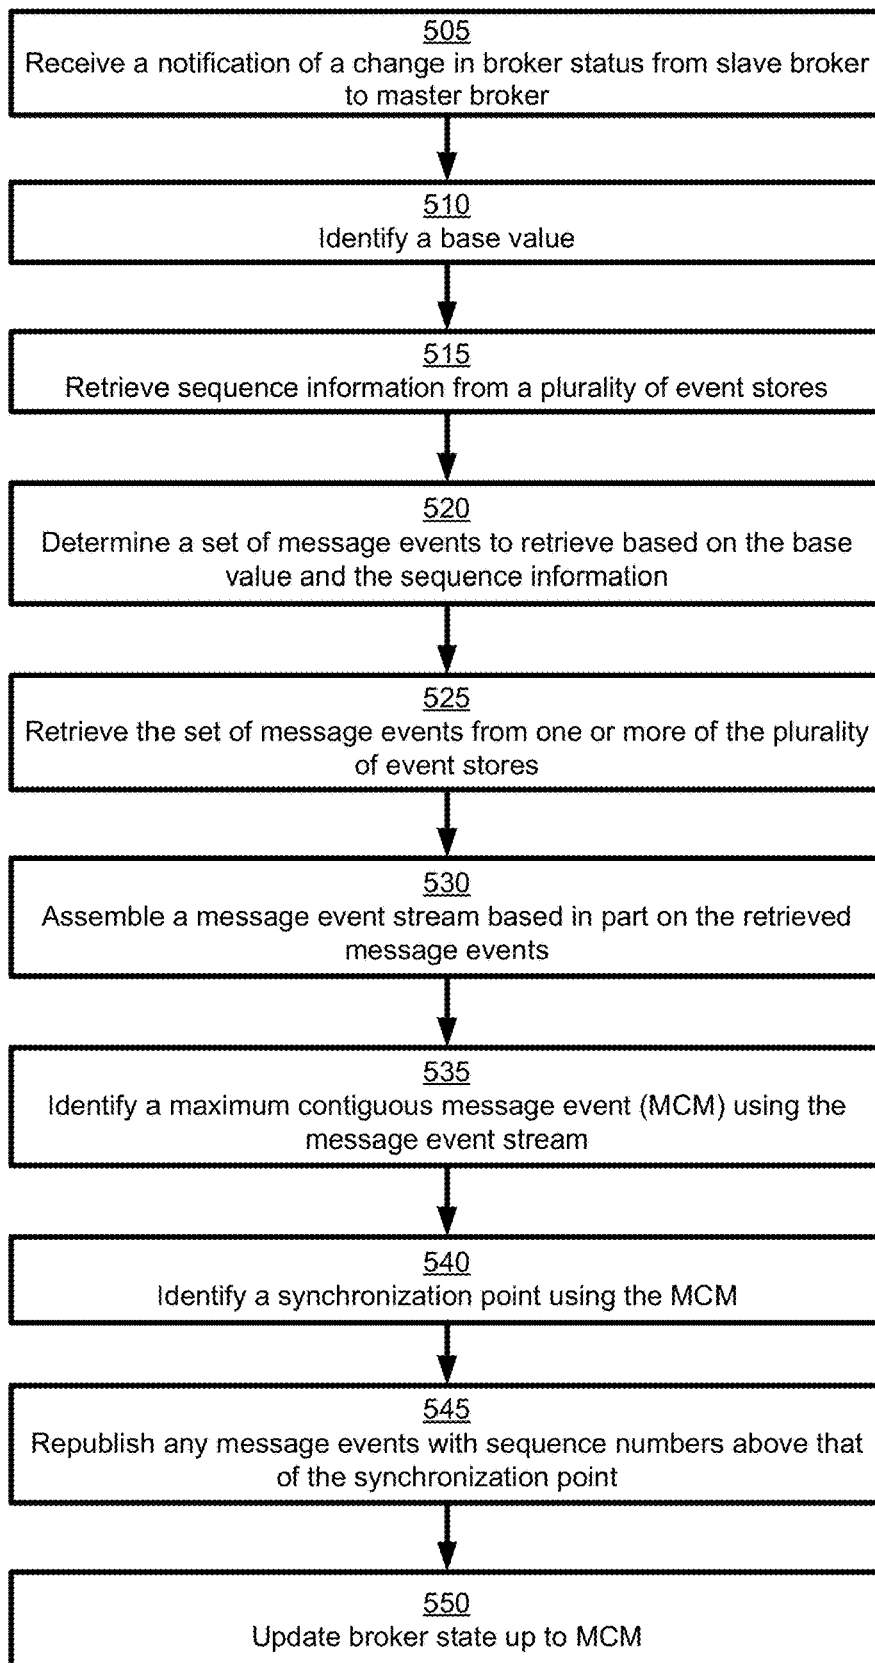 505
Receive a notification of a change in broker status from slave broker
to master broker
510
Identify a base value
515
Retrieve sequence information from a plurality of event stores
520
Determine a set of message events to retrieve based on the base
value and the sequence information
525
Retrieve the set of message events from one or more of the plurality
of event stores
530
Assemble a message event stream based in part on the retrieved
message events
535
Identify a maximum contiguous message event (MCM) using the
message event stream
540
Identify a synchronization point using the MCM
545
Republish any message events with sequence numbers above that
of the synchronization point
550
Update broker state up to MCM